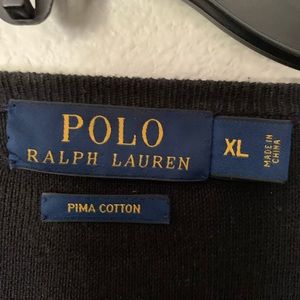 POLO
RALPH LAUREN
XL
MADE IN
CHINA
PIMA COTTON